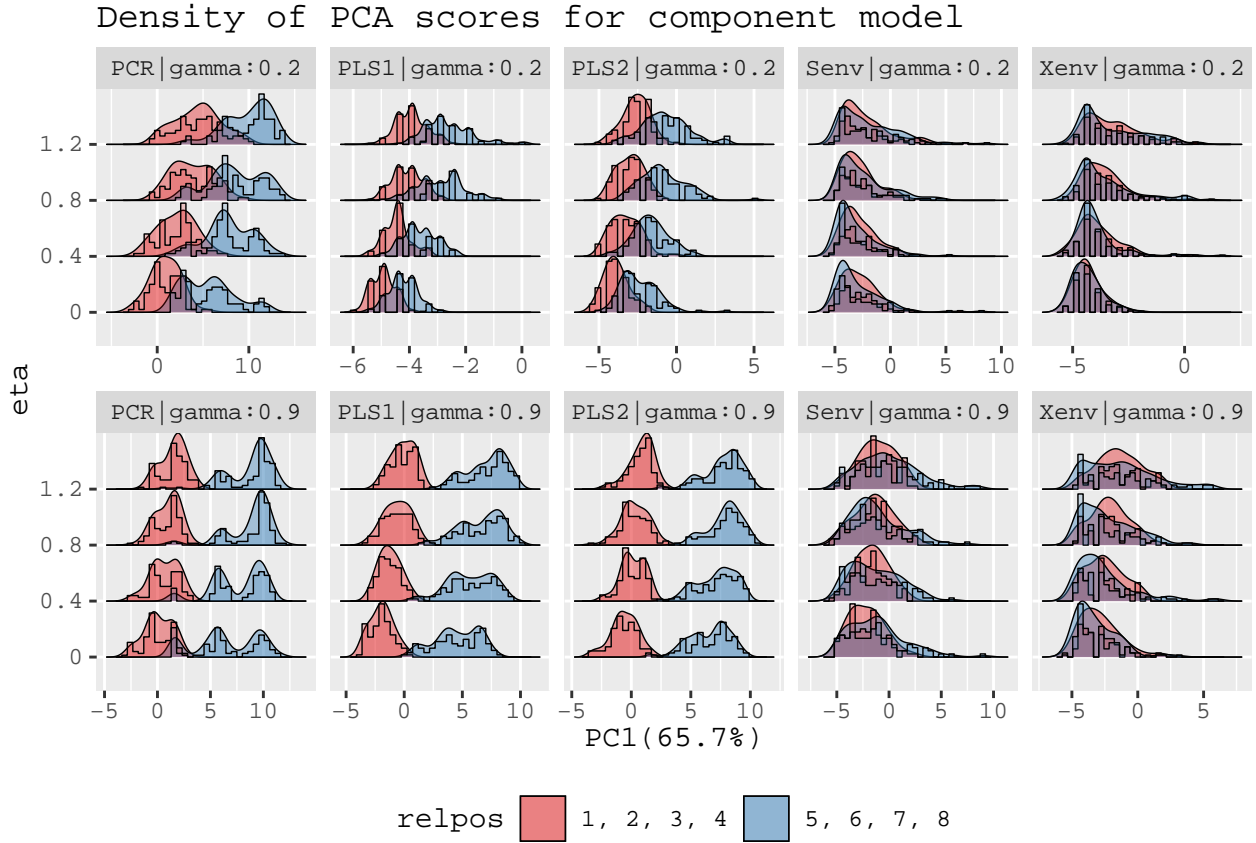 Density of PCA scores for component model
PCR|gamma:0.2 PLS1|gamma:0.2 PLS2|gamma:0.2 Senv|gamma:0.2 Xenv|gamma:0.2
1.2
0.8
0.4
0
0 5 10 −6 −4 −2 0 −5 0 5 −5 0 5 10 −5 0
eta
PCR|gamma:0.9 PLS1|gamma:0.9 PLS2|gamma:0.9 Senv|gamma:0.9 Xenv|gamma:0.9
1.2
0.8
0.4
0
−5 0 5 10 −5 0 5 10 −5 0 5 10 −5 0 5 10 −5 0 5
PC1(65.7%)
relpos 1, 2, 3, 4 5, 6, 7, 8